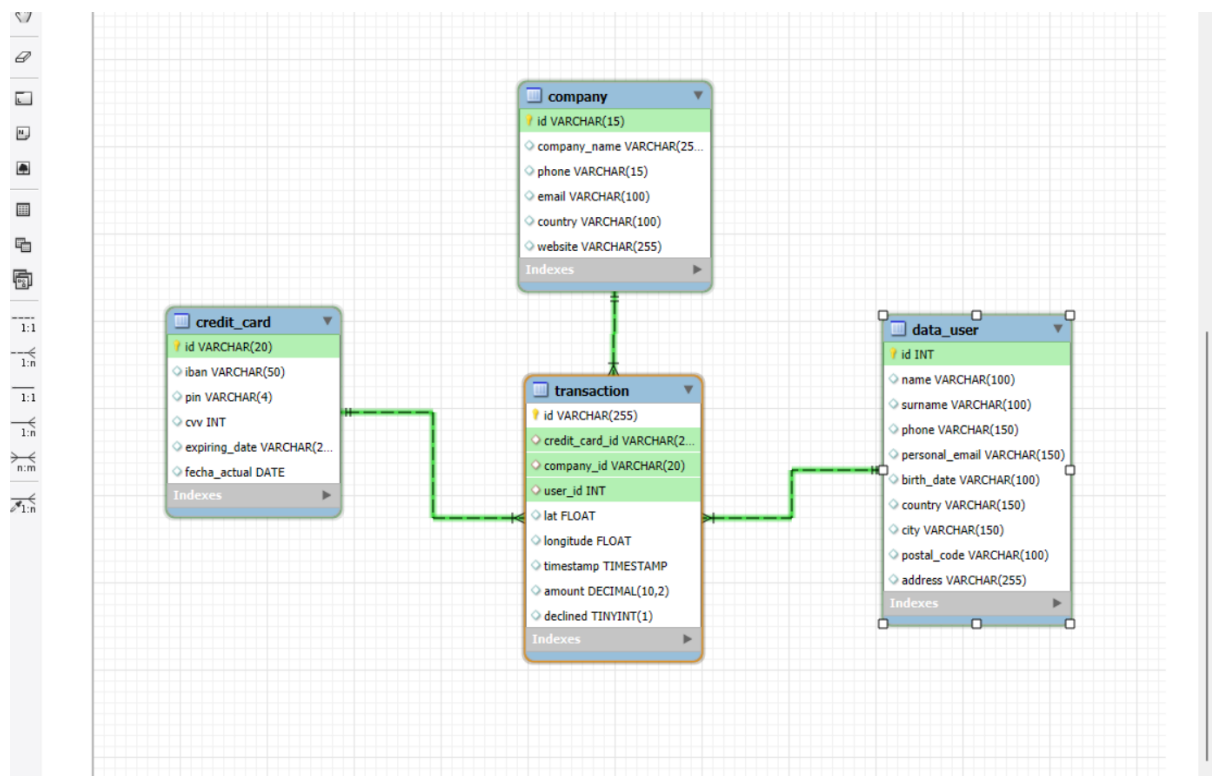 company
id VARCHAR(15)
company_name VARCHAR(25...
phone VARCHAR(15)
email VARCHAR(100)
country VARCHAR(100)
website VARCHAR(255)
Indexes
credit_card
id VARCHAR(20)
iban VARCHAR(50)
pin VARCHAR(4)
cvv INT
expiring_date VARCHAR(2...
fecha_actual DATE
Indexes
transaction
id VARCHAR(255)
credit_card_id VARCHAR(2...
company_id VARCHAR(20)
user_id INT
lat FLOAT
longitude FLOAT
timestamp TIMESTAMP
amount DECIMAL(10,2)
declined TINYINT(1)
Indexes
data_user
id INT
name VARCHAR(100)
surname VARCHAR(100)
phone VARCHAR(150)
personal_email VARCHAR(150)
birth_date VARCHAR(100)
country VARCHAR(150)
city VARCHAR(150)
postal_code VARCHAR(100)
address VARCHAR(255)
Indexes
1:1
1:n
1:1
1:n
n:m
1:n